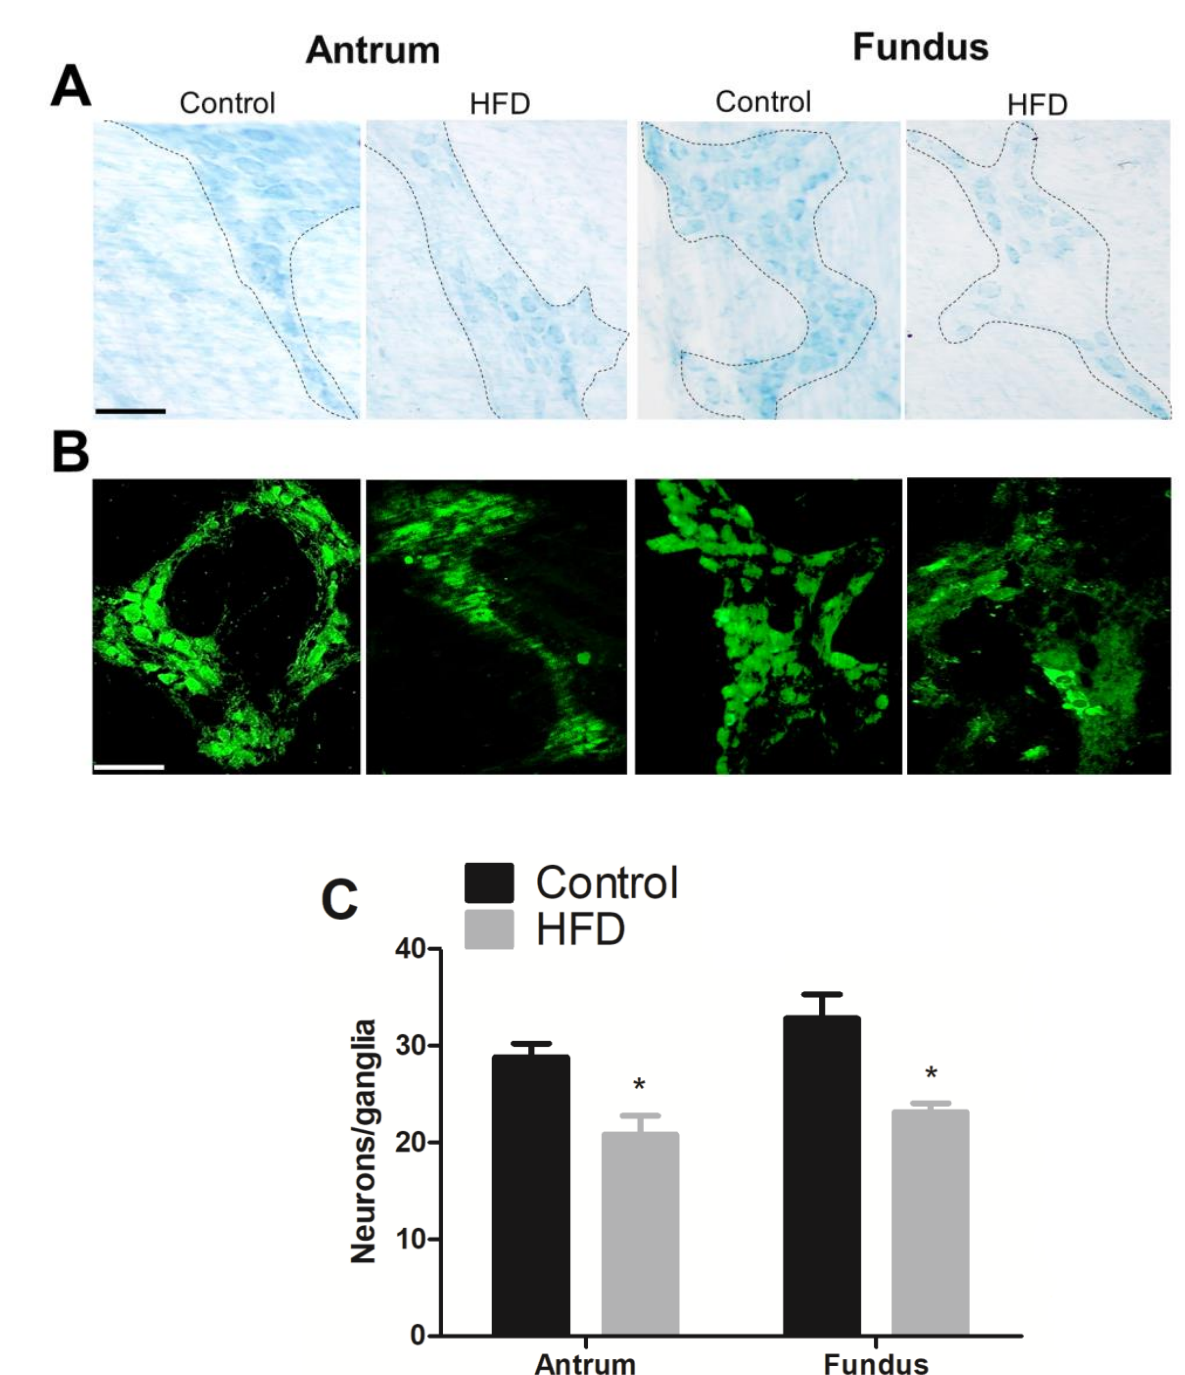 Antrum Fundus
A
Control HFD Control HFD
B
C
Control
HFD
40
30
20
10
0
Neurons/ganglia
*
*
Antrum Fundus